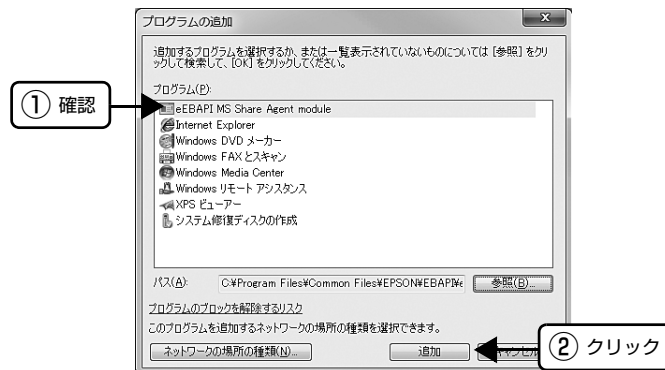 プログラムの追加
追加するプログラムを選択するか、または一覧表示されていないものについては [参照] をクリ
ックして検索して、[OK] をクリックしてください。
プログラム(P):
① 確認
eEBAPI MS Share Agent module
Internet Explorer
Windows DVD メーカー
Windows FAX とスキャン
Windows Media Center
Windows リモート アシスタンス
XPS ビューアー
システム修復ディスクの作成
パス(A): C:¥Program Files¥Common Files¥EPSON¥EBAPI¥e 参照(B)...
プログラムのブロックを解除するリスク
このプログラムを追加するネットワークの場所の種類を選択できます。
ネットワークの場所の種類(N)... 追加 キャンセル
② クリック